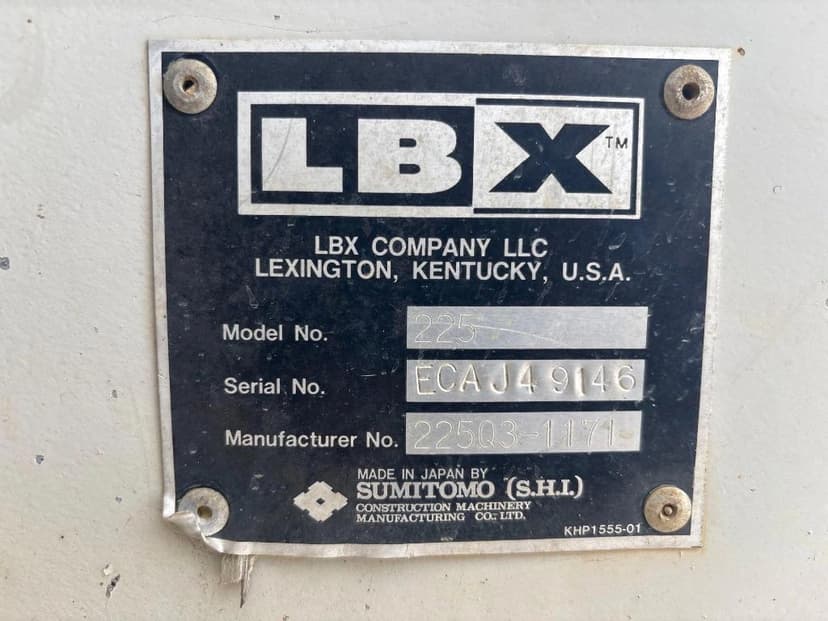 LBX™
LBX COMPANY LLC
LEXINGTON, KENTUCKY, U.S.A.
Model No. 225
Serial No. ECAJ49146
Manufacturer No. 225Q3-1171
MADE IN JAPAN BY
SUMITOMO (S.H.I.)
CONSTRUCTION MACHINERY
MANUFACTURING CO., LTD.
KHP1555-01